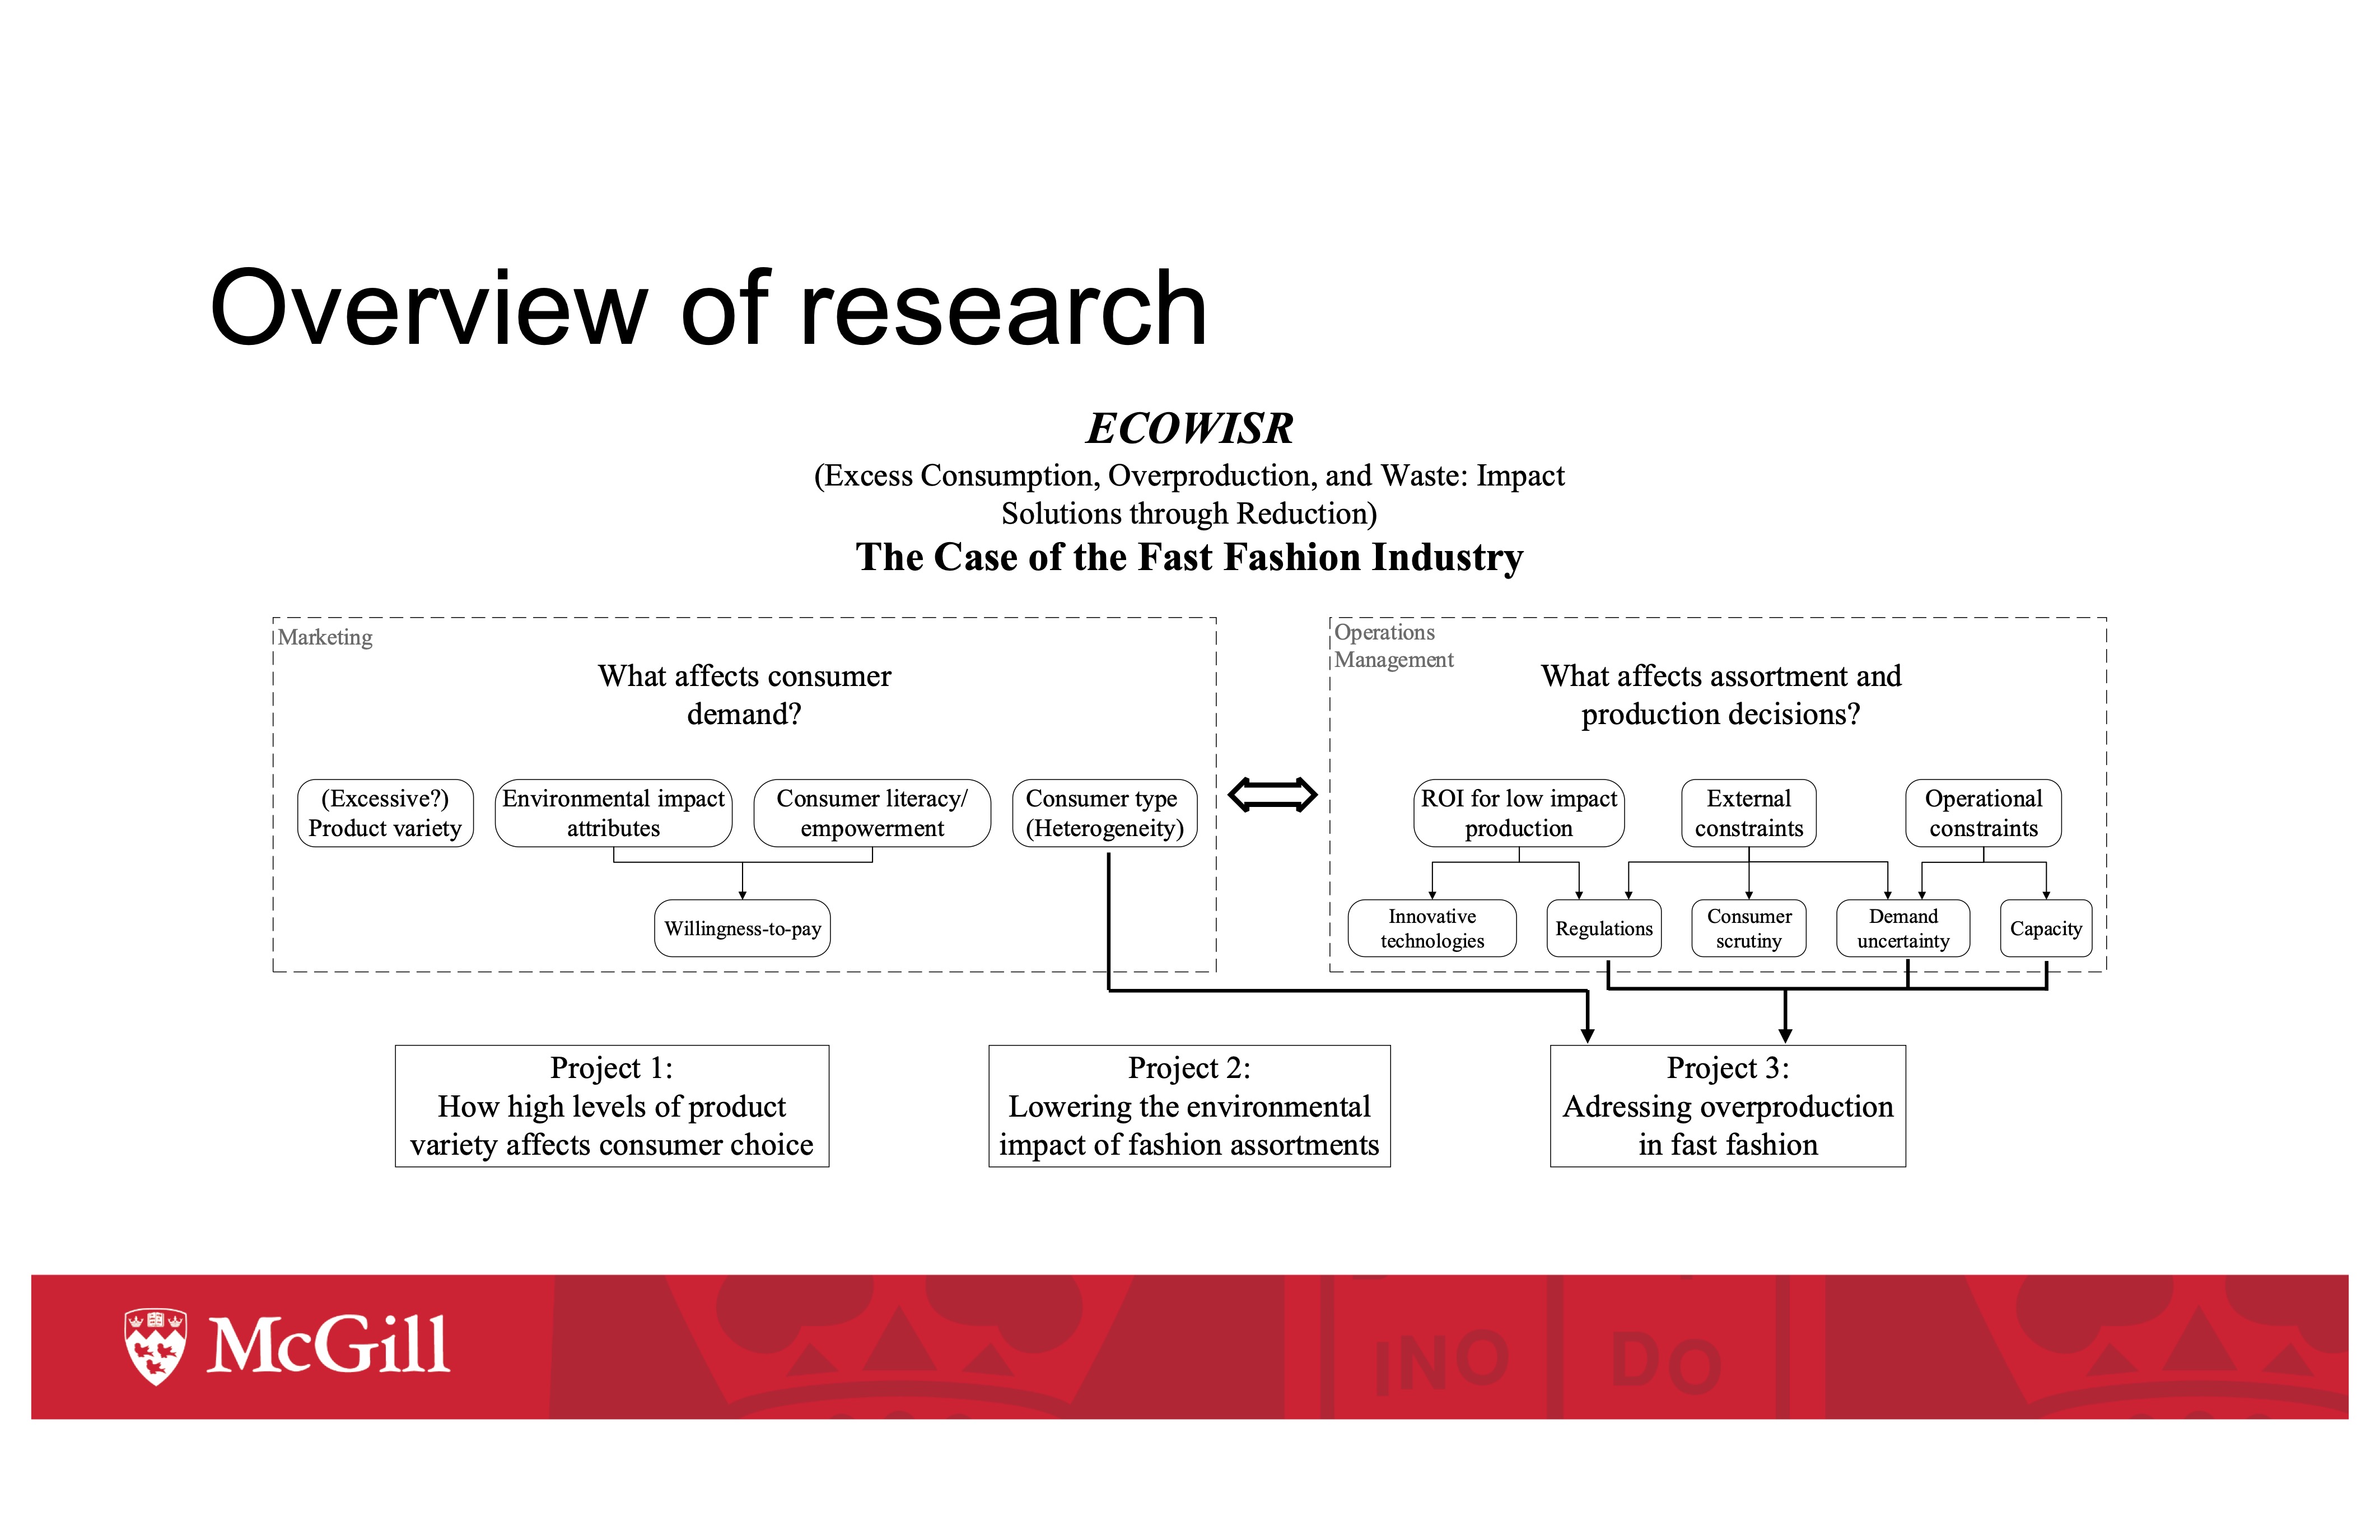 Overview of research
ECOWISR
(Excess Consumption, Overproduction, and Waste: Impact
Solutions through Reduction)
The Case of the Fast Fashion Industry
Marketing
What affects consumer
demand?
(Excessive?)
Product variety
Environmental impact
attributes
Consumer literacy/
empowerment
Consumer type
(Heterogeneity)
Willingness-to-pay
Operations
Management
What affects assortment and
production decisions?
ROI for low impact
production
External
constraints
Operational
constraints
Innovative
technologies
Regulations
Consumer
scrutiny
Demand
uncertainty
Capacity
Project 1:
How high levels of product
variety affects consumer choice
Project 2:
Lowering the environmental
impact of fashion assortments
Project 3:
Adressing overproduction
in fast fashion
McGill
INO DO